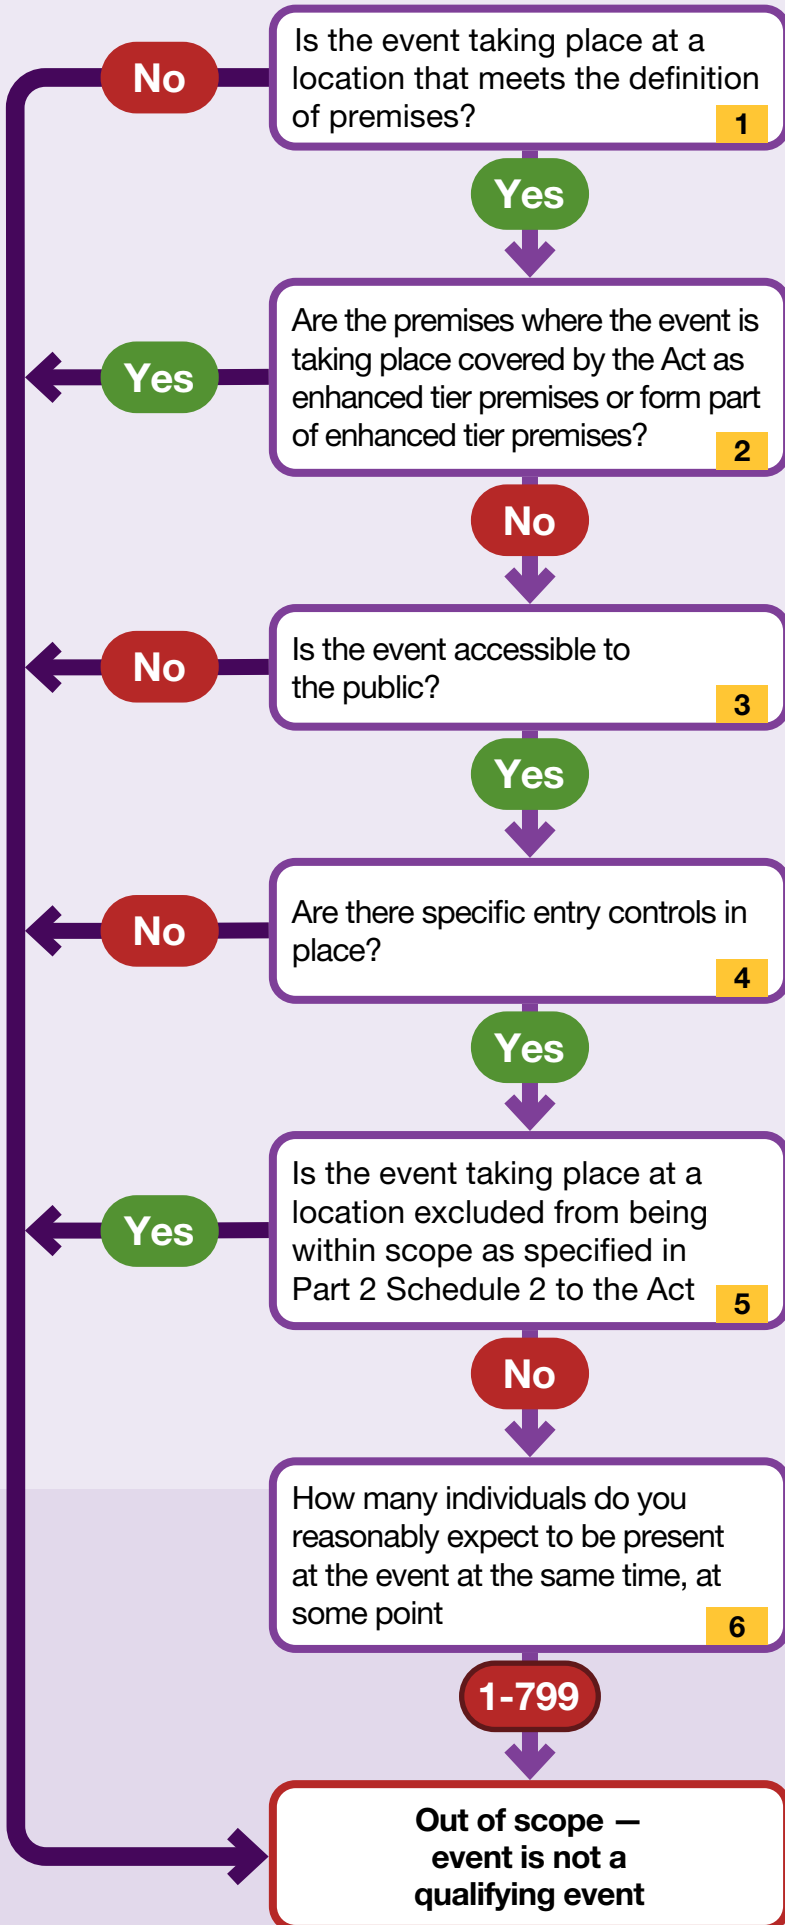 Is the event taking place at a
location that meets the definition
of premises?
1
No
Yes
Are the premises where the event is
taking place covered by the Act as
enhanced tier premises or form part
of enhanced tier premises?
2
Yes
No
Is the event accessible to
the public?
3
No
Yes
Are there specific entry controls in
place?
4
No
Yes
Is the event taking place at a
location excluded from being
within scope as specified in
Part 2 Schedule 2 to the Act
5
Yes
No
How many individuals do you
reasonably expect to be present
at the event at the same time, at
some point
6
1-799
Out of scope —
event is not a
qualifying event